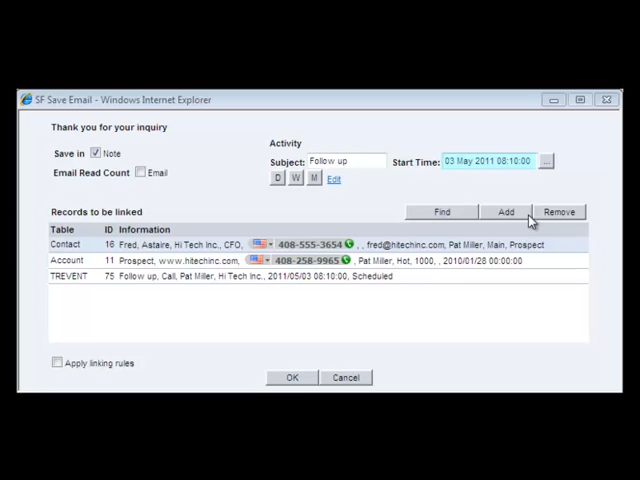 SF Save Email - Windows Internet Explorer
Thank you for your inquiry
Activity
Save in Note
Subject: Follow up Start Time: 03 May 2011 08:10:00 ...
Email Read Count Email
D W M Edit
Records to be linked Find Add Remove
Table ID Information
Contact 16 Fred, Astaire, Hi Tech Inc., CFO, 408-555-3654 , , fred@hitechinc.com, Pat Miller, Main, Prospect
Account 11 Prospect, www.hitechinc.com, 408-258-9965 , Pat Miller, Hot, 1000, , 2010/01/28 00:00:00
TREVENT 75 Follow up, Call, Pat Miller, Hi Tech Inc., 2011/05/03 08:10:00, Scheduled
Apply linking rules
OK Cancel